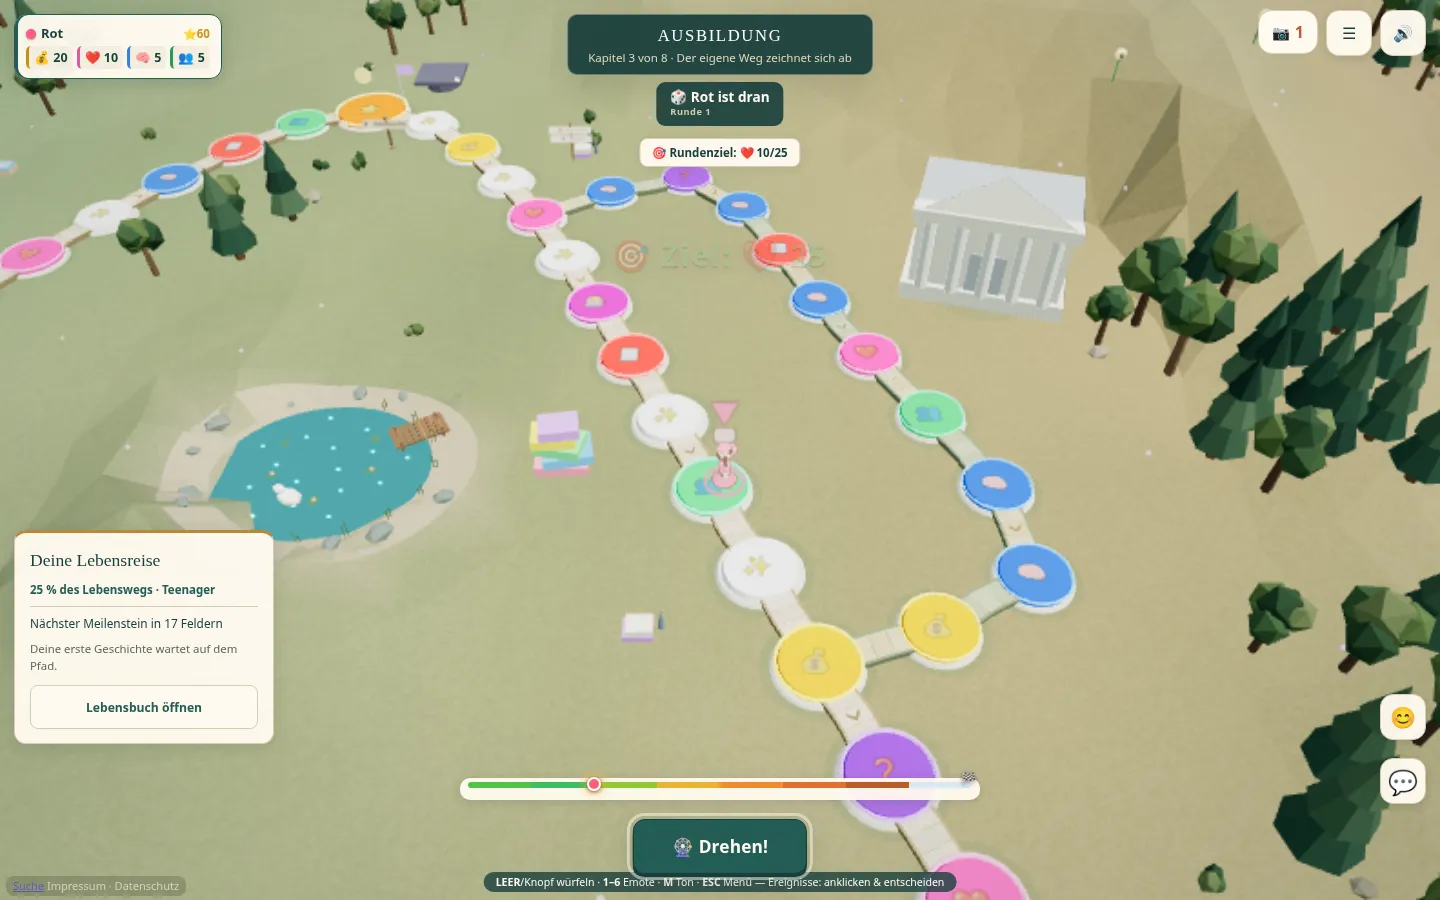 Rot
60
20
10
5
5
AUSBILDUNG
Kapitel 3 von 8 · Der eigene Weg zeichnet sich ab
Rot ist dran
Runde 1
Rundenziel: 10/25
1
Ziel:
Deine Lebensreise
25 % des Lebenswegs · Teenager
Nächster Meilenstein in 17 Feldern
Deine erste Geschichte wartet auf dem
Pfad.
Lebensbuch öffnen
?
Drehen!
LEER/Knopf würfeln · 1–6 Emote · M Ton · ESC Menü — Ereignisse: anklicken & entscheiden
Suche Impressum · Datenschutz